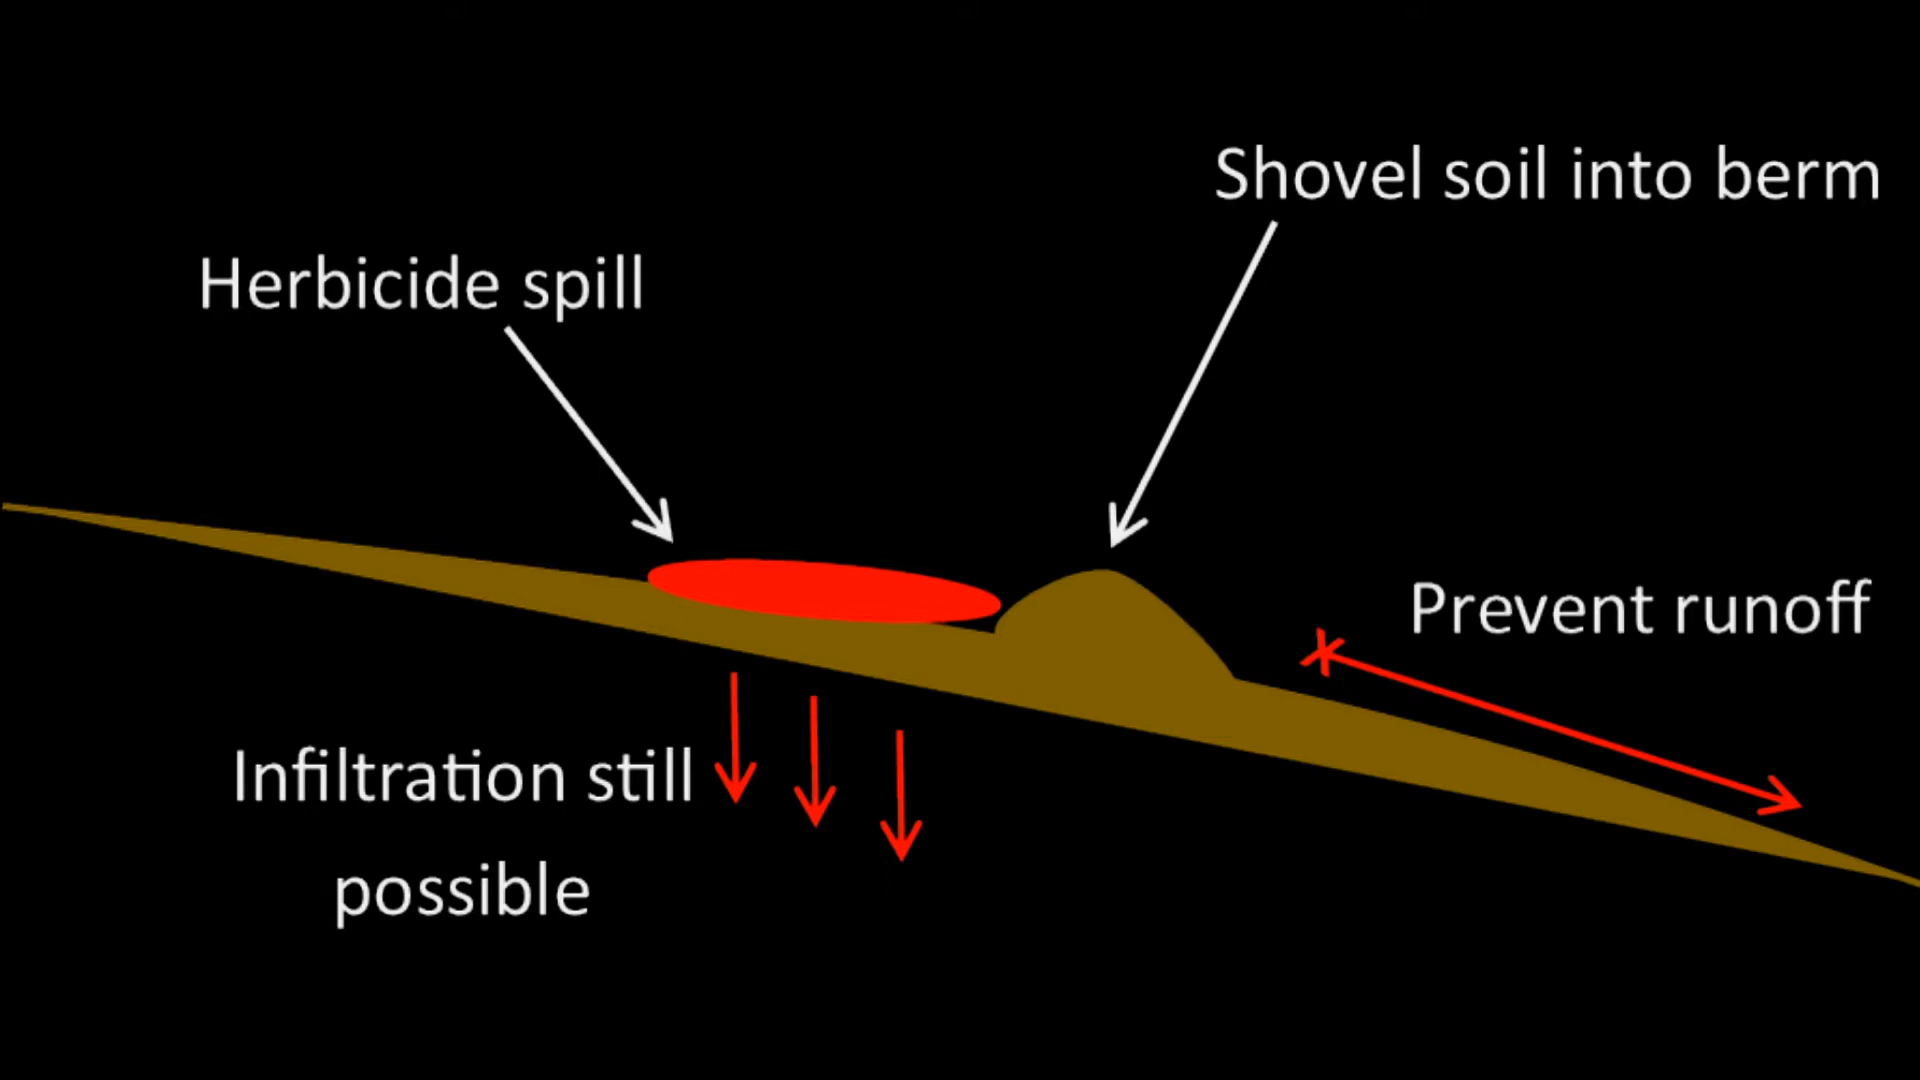 Shovel soil into berm
Herbicide spill
Prevent runoff
Infiltration still
possible